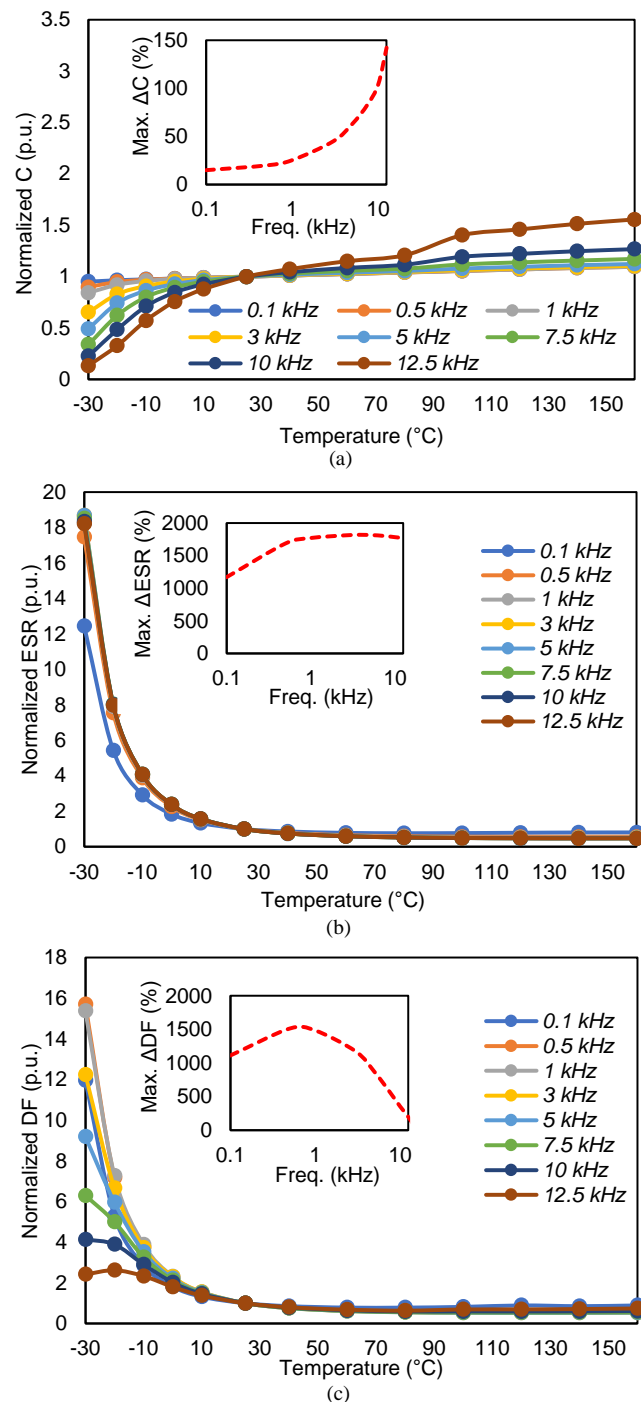 3.5
3
2.5
2
1.5
1
0.5
0
Normalized C (p.u.)
150
100
50
0
Max. ΔC (%)
0.1 1 10
Freq. (kHz)
0.1 kHz 0.5 kHz 1 kHz
3 kHz 5 kHz 7.5 kHz
10 kHz 12.5 kHz
-30 -10 10 30 50 70 90 110 130 150
Temperature (°C)
(a)
20
18
16
14
12
10
8
6
4
2
0
Normalized ESR (p.u.)
2000
1500
1000
500
0
Max. ΔESR (%)
0.1 1 10
Freq. (kHz)
0.1 kHz
0.5 kHz
1 kHz
3 kHz
5 kHz
7.5 kHz
10 kHz
12.5 kHz
-30 -10 10 30 50 70 90 110 130 150
Temperature (°C)
(b)
18
16
14
12
10
8
6
4
2
0
Normalized DF (p.u.)
2000
1500
1000
500
0
Max. ΔDF (%)
0.1 1 10
Freq. (kHz)
0.1 kHz
0.5 kHz
1 kHz
3 kHz
5 kHz
7.5 kHz
10 kHz
12.5 kHz
-30 -10 10 30 50 70 90 110 130 150
Temperature (°C)
(c)